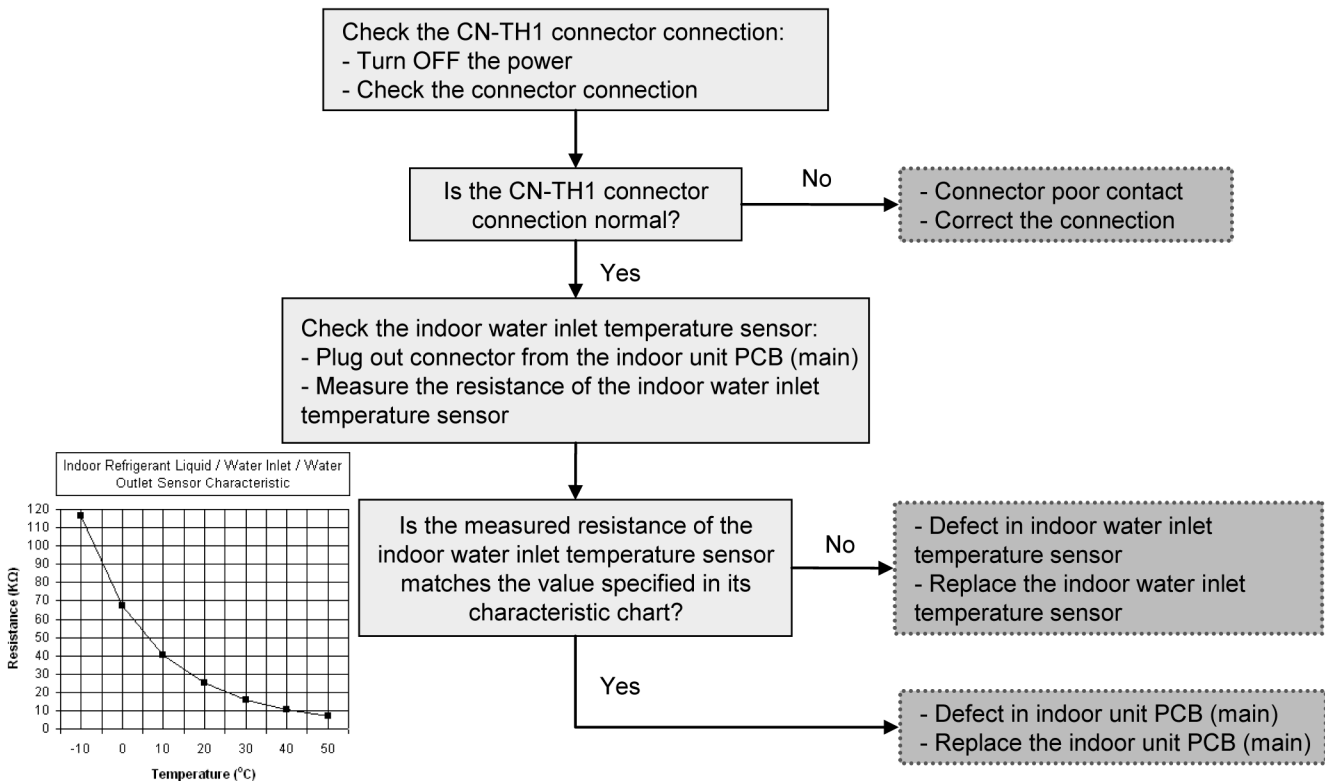 Check the CN-TH1 connector connection:
- Turn OFF the power
- Check the connector connection
Is the CN-TH1 connector
connection normal?
No
- Connector poor contact
- Correct the connection
Yes
Check the indoor water inlet temperature sensor:
- Plug out connector from the indoor unit PCB (main)
- Measure the resistance of the indoor water inlet
temperature sensor
Indoor Refrigerant Liquid / Water Inlet / Water
Outlet Sensor Characteristic
Resistance (KΩ)
120
110
100
90
80
70
60
50
40
30
20
10
0
-10 0 10 20 30 40 50
Temperature (°C)
Is the measured resistance of the
indoor water inlet temperature sensor
matches the value specified in its
characteristic chart?
No
- Defect in indoor water inlet
temperature sensor
- Replace the indoor water inlet
temperature sensor
Yes
- Defect in indoor unit PCB (main)
- Replace the indoor unit PCB (main)